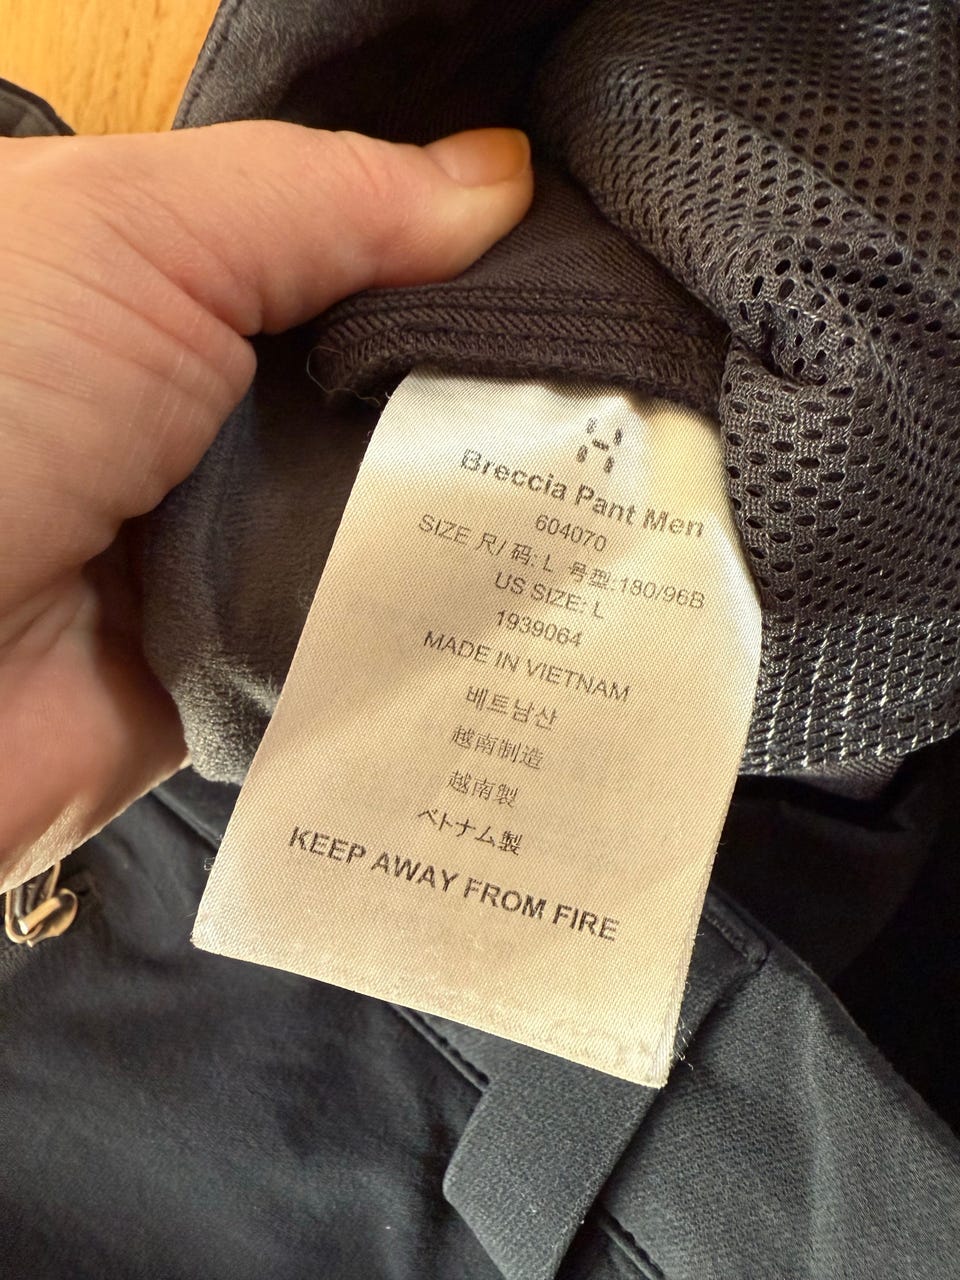 Breccia Pant Men
604070
SIZE 尺/码: L 号型:180/96B
US SIZE: L
1939064
MADE IN VIETNAM
베트남산
越南制造
越南製
ベトナム製
KEEP AWAY FROM FIRE